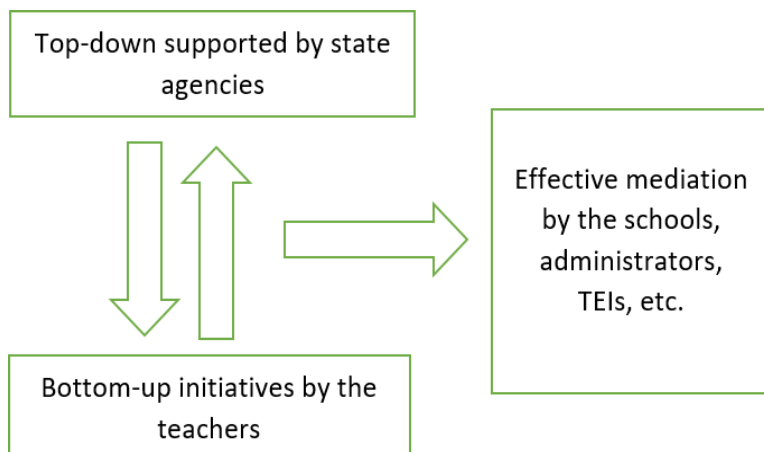 Top-down supported by state
agencies
Effective mediation
by the schools,
administrators,
TEIs, etc.
Bottom-up initiatives by the
teachers